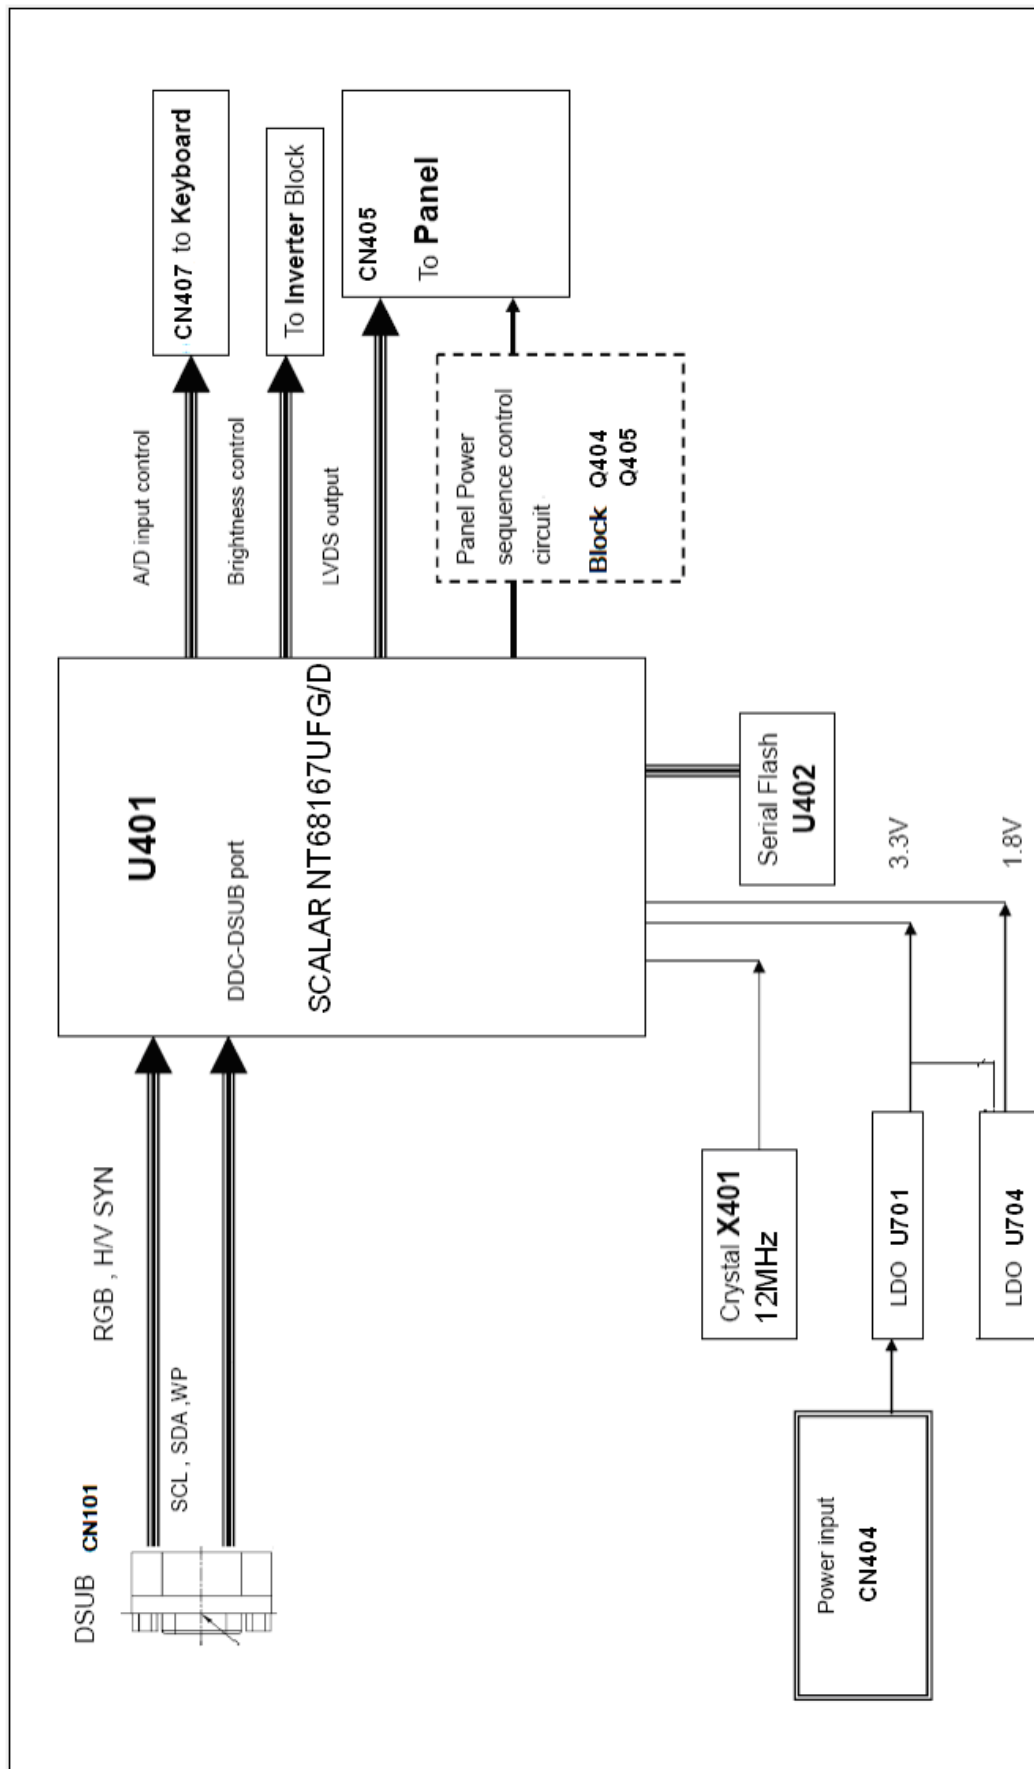 DSUB CN101
RGB , H/V SYN
SCL , SDA ,WP
U401
DDC-DSUB port
SCALAR NT68167UFG/D
A/D input control
CN407 to Keyboard
Brightness control
To Inverter Block
LVDS output
CN405
To Panel
Panel Power
sequence control
circuit
Block Q404
Q405
Serial Flash
U402
Crystal X401
12MHz
Power input
CN404
LDO U701
3.3V
LDO U704
1.8V